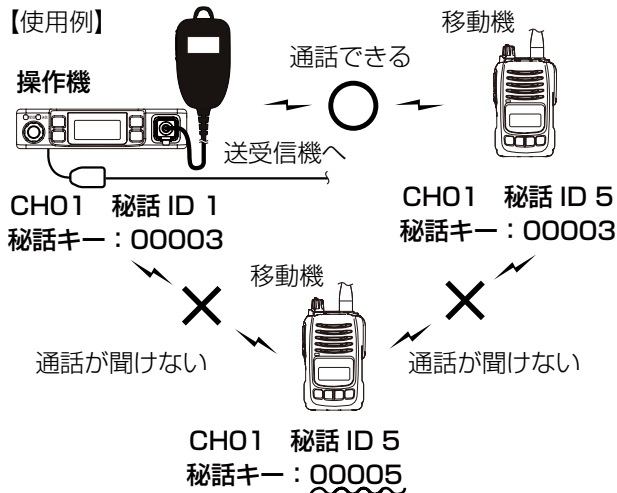 【使用例】
移動機
通話できる
操作機
送受信機へ
CH01 秘話 ID 1
秘話キー：00003
CH01 秘話 ID 5
秘話キー：00003
移動機
通話が聞けない
通話が聞けない
CH01 秘話 ID 5
秘話キー：00005